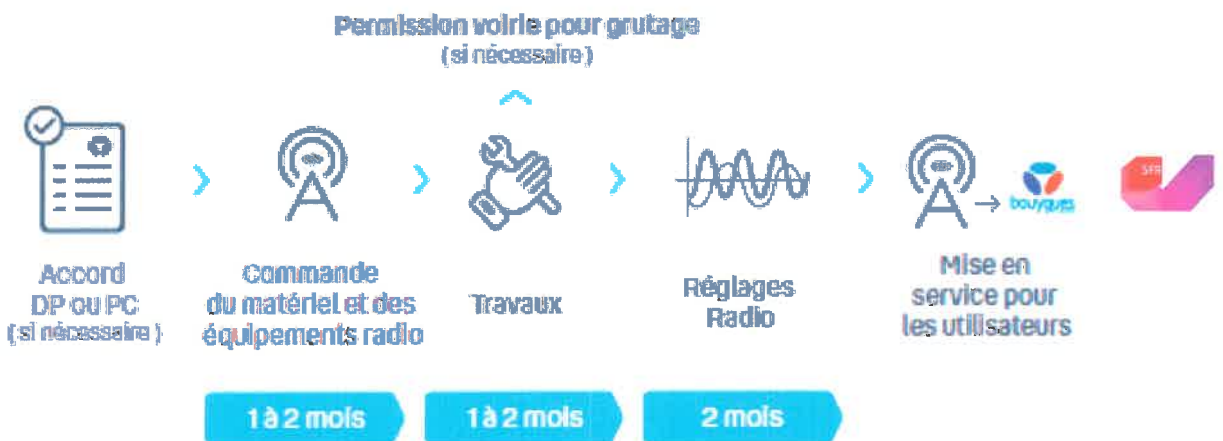 Permission voirie pour grutage
(si nécessaire)
Accord
DP ou PC
(si nécessaire)
Commande
du matériel et des
équipements radio
Travaux
Réglages
Radio
bouygues
SFR
Mise en
service pour
les utilisateurs
1 à 2 mois
1 à 2 mois
2 mois